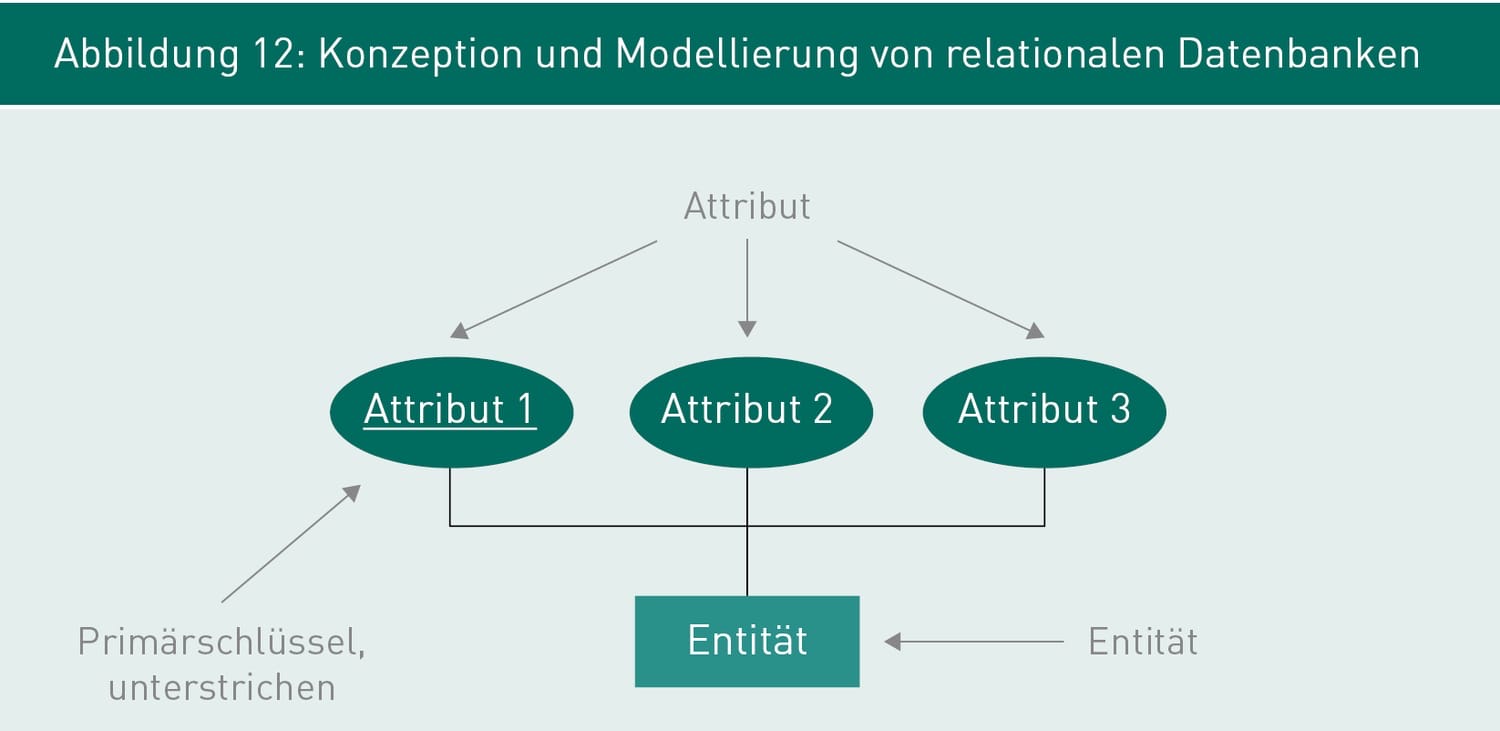 Abbildung 12: Konzeption und Modellierung von relationalen Datenbanken
Attribut
Attribut 1
Attribut 2
Attribut 3
Primärschlüssel,
unterstrichen
Entität
Entität